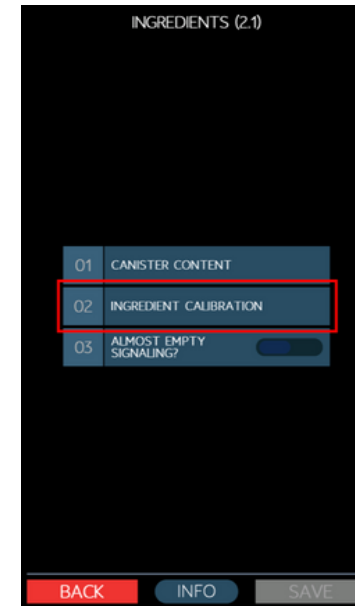 INGREDIENTS (2.1)
01 CANISTER CONTENT
02 INGREDIENT CALIBRATION
03 ALMOST EMPTY
SIGNALING?
BACK INFO SAVE